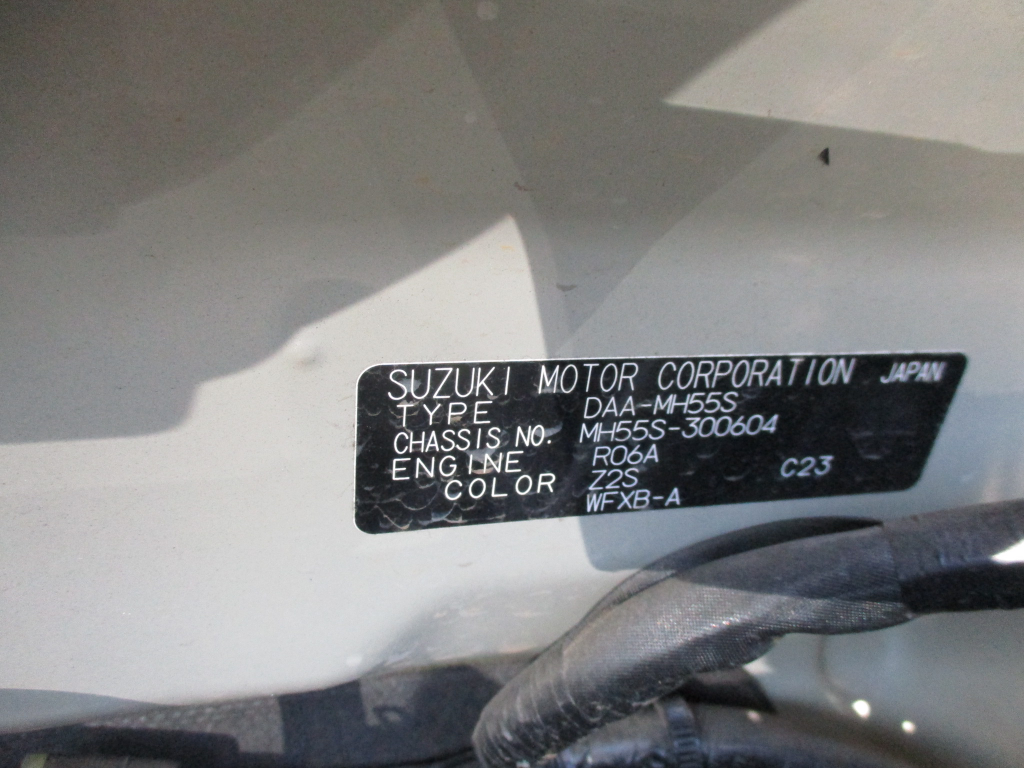 SUZUKI MOTOR CORPORATION JAPAN
TYPE DAA-MH55S
CHASSIS NO. MH55S-300604
ENGINE R06A
COLOR Z2S C23
WFXB-A